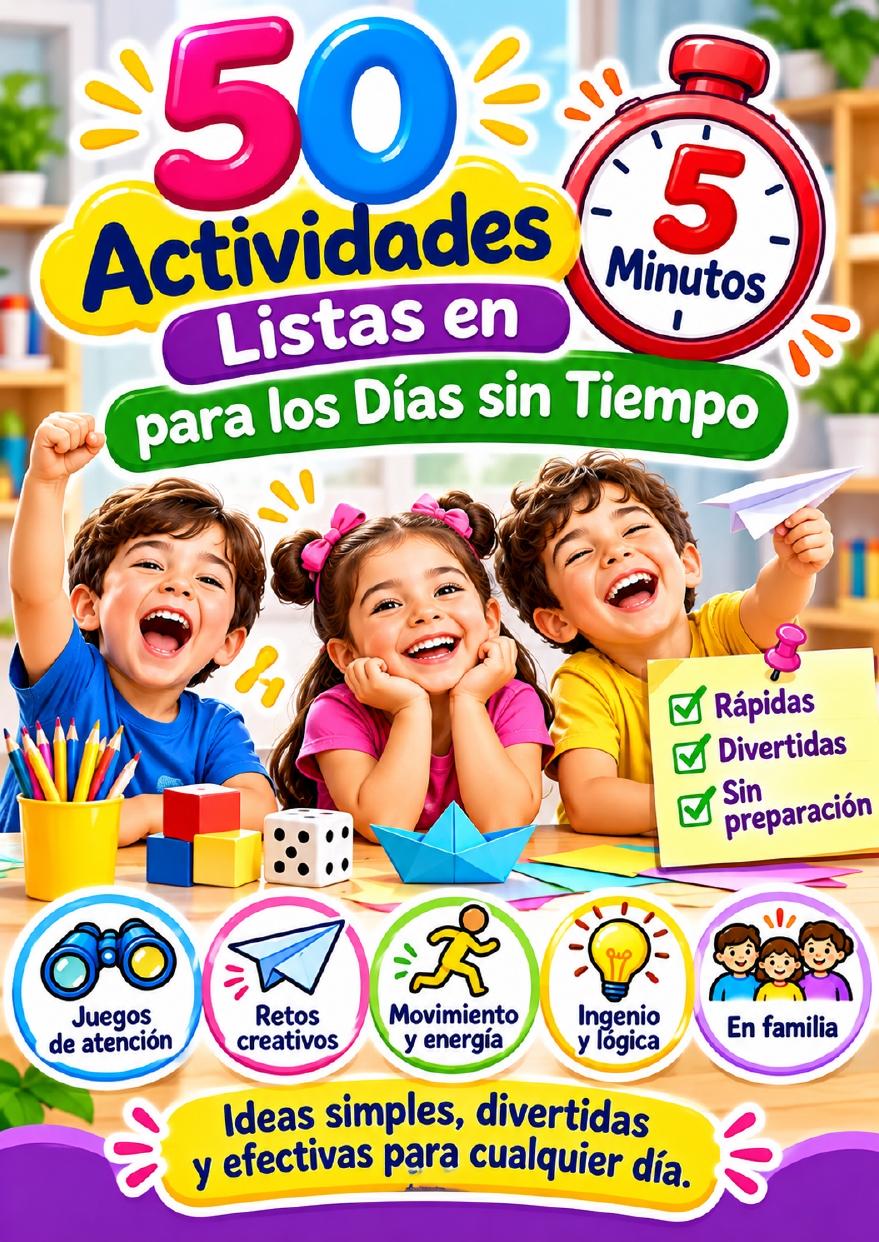 50
Actividades
Listas en
5
Minutos
para los Días sin Tiempo
Rápidas
Divertidas
Sin
preparación
Juegos
de atención
Retos
creativos
Movimiento
y energía
Ingenio
y lógica
En familia
Ideas simples, divertidas
y efectivas para cualquier día.